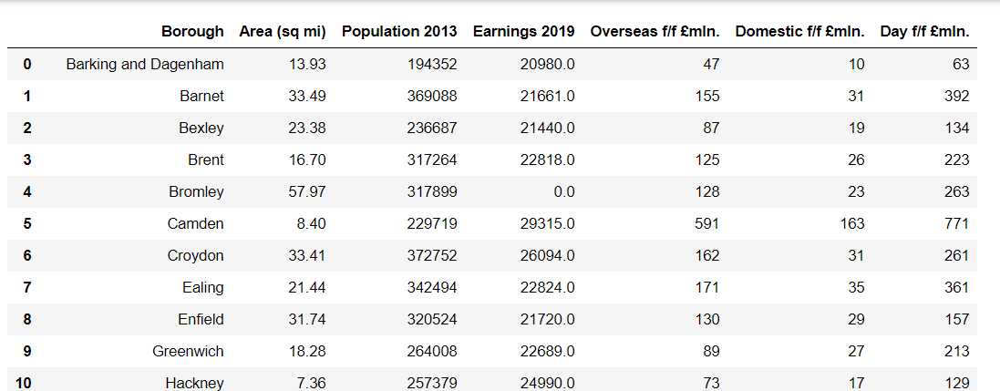 Borough Area (sq mi) Population 2013 Earnings 2019 Overseas f/f £mln. Domestic f/f £mln. Day f/f £mln.
0 Barking and Dagenham 13.93 194352 20980.0 47 10 63
1 Barnet 33.49 369088 21661.0 155 31 392
2 Bexley 23.38 236687 21440.0 87 19 134
3 Brent 16.70 317264 22818.0 125 26 223
4 Bromley 57.97 317899 0.0 128 23 263
5 Camden 8.40 229719 29315.0 591 163 771
6 Croydon 33.41 372752 26094.0 162 31 261
7 Ealing 21.44 342494 22824.0 171 35 361
8 Enfield 31.74 320524 21720.0 130 29 157
9 Greenwich 18.28 264008 22689.0 89 27 213
10 Hackney 7.36 257379 24990.0 73 17 129